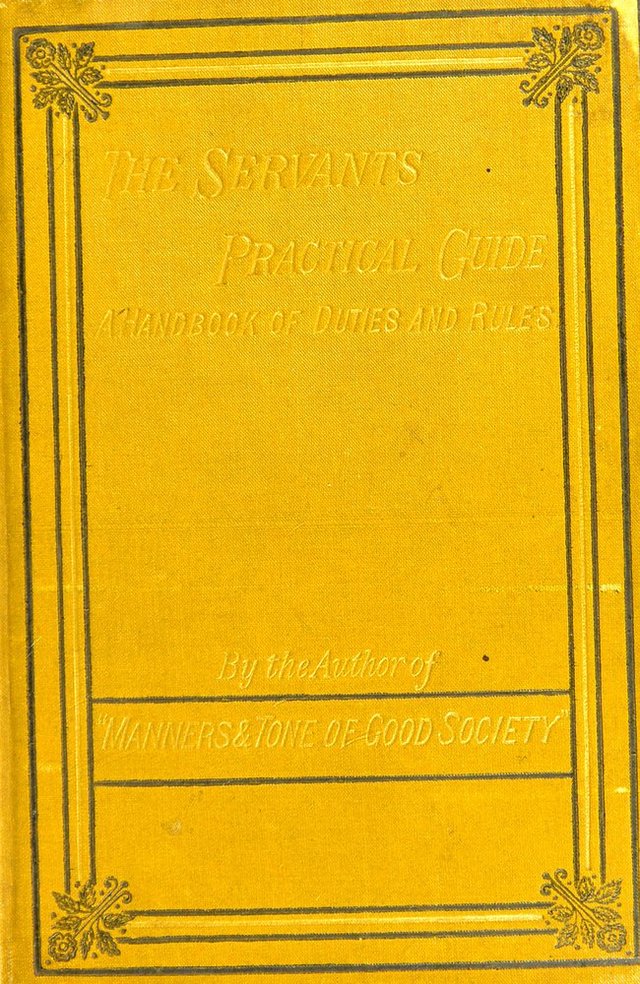 THE SERVANTS
PRACTICAL GUIDE
A HANDBOOK OF DUTIES AND RULES
By the Author of
"MANNERS & TONE OF GOOD SOCIETY"